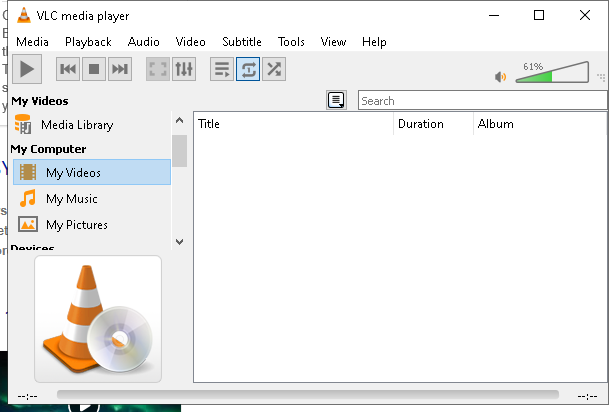 VLC media player
Media Playback Audio Video Subtitle Tools View Help
61%
My Videos
Search
Media Library
Title Duration Album
My Computer
My Videos
My Music
My Pictures
Devices
--:-- --:--